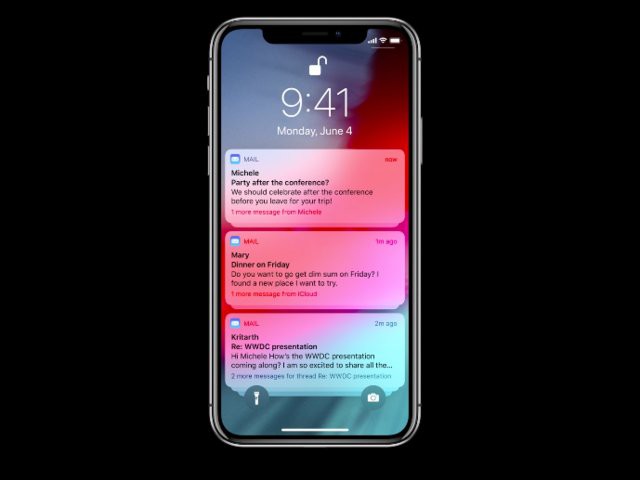 9:41
Monday, June 4
MAIL now
Michele
Party after the conference?
We should celebrate after the conference
before you leave for your trip!
1 more message from Michele
MAIL 1m ago
Mary
Dinner on Friday
Do you want to go get dim sum on Friday? I
found a new place I want to try.
1 more message from iCloud
MAIL 2m ago
Kritarth
Re: WWDC presentation
Hi Michele How's the WWDC presentation
coming along? I am so excited to share all the...
2 more messages for thread Re: WWDC presentation